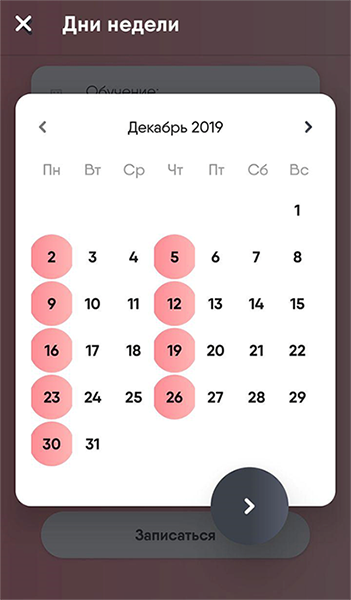 Дни недели
Обучение:
Декабрь 2019
Пн Вт Ср Чт Пт Сб Вс
1
2 3 4 5 6 7 8
9 10 11 12 13 14 15
16 17 18 19 20 21 22
23 24 25 26 27 28 29
30 31
Записаться